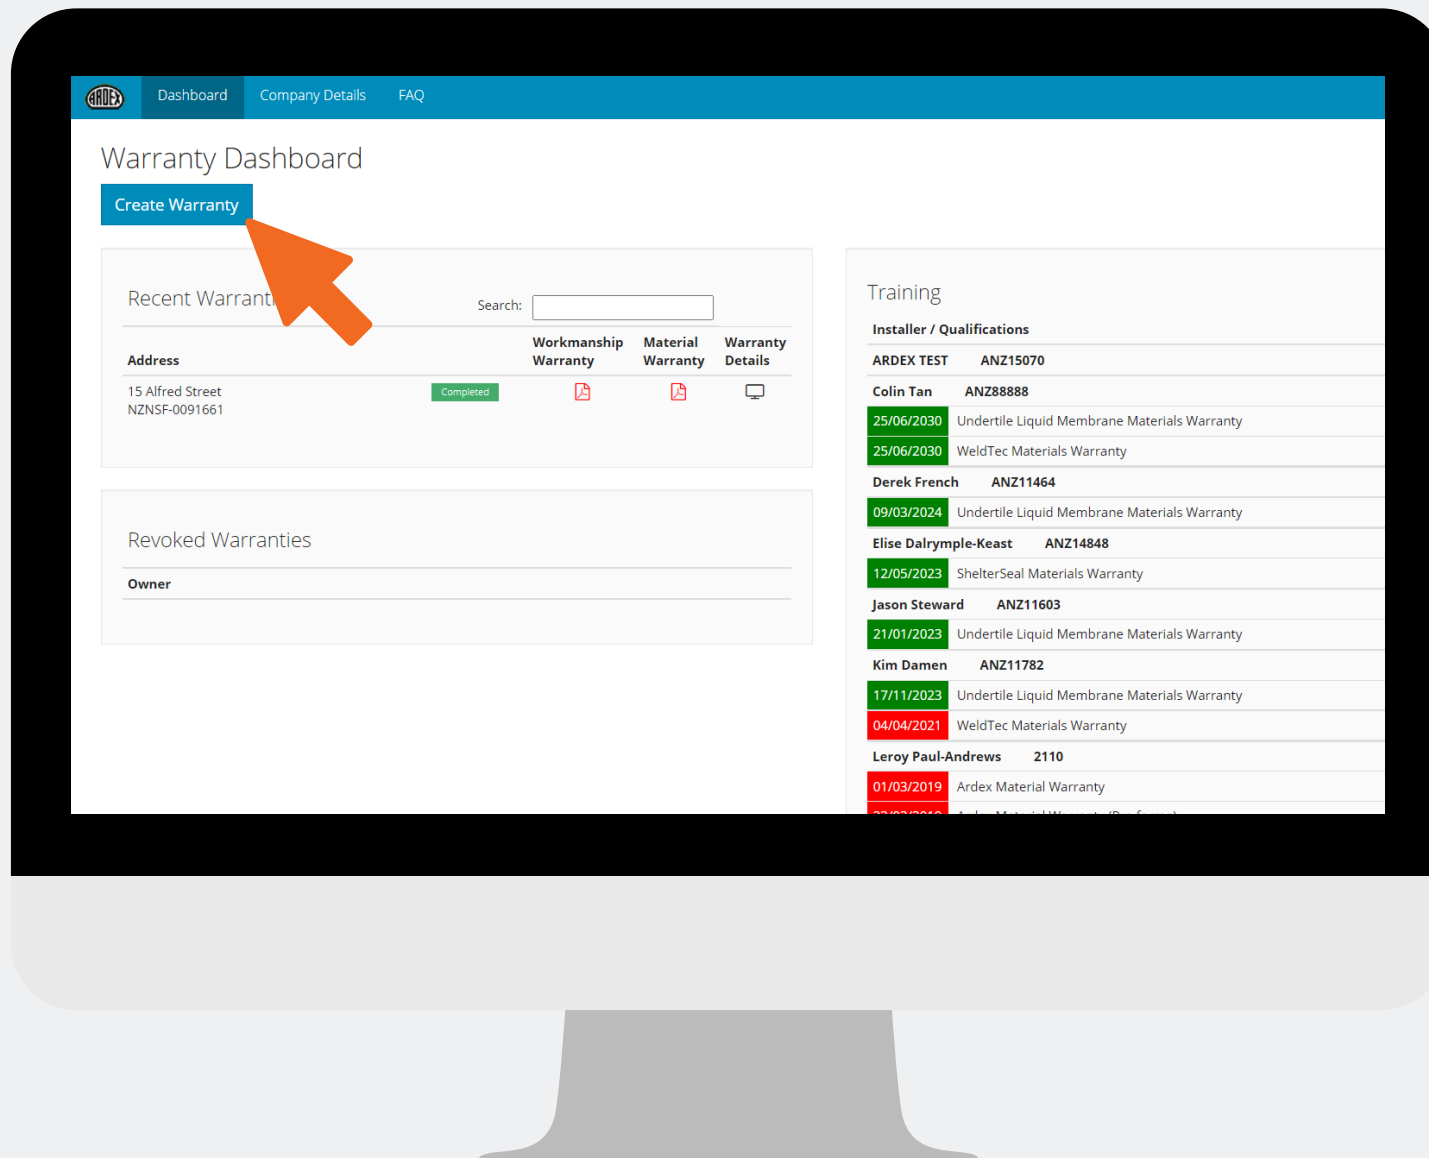 ARDEX
Dashboard Company Details FAQ
Warranty Dashboard
Create Warranty
Recent
Search:
Address Workmanship Warranty Material Warranty Warranty Details
15 Alfred Street Completed
NZNSF-0091661
Revoked Warranties
Owner
Training
Installer / Qualifications
ARDEX TEST ANZ15070
Colin Tan ANZ88888
25/06/2030 Undertile Liquid Membrane Materials Warranty
25/06/2030 WeldTec Materials Warranty
Derek French ANZ11464
09/03/2024 Undertile Liquid Membrane Materials Warranty
Elise Dalrymple-Keast ANZ14848
12/05/2023 ShelterSeal Materials Warranty
Jason Steward ANZ11603
21/01/2023 Undertile Liquid Membrane Materials Warranty
Kim Damen ANZ11782
17/11/2023 Undertile Liquid Membrane Materials Warranty
04/04/2021 WeldTec Materials Warranty
Leroy Paul-Andrews 2110
01/03/2019 Ardex Material Warranty